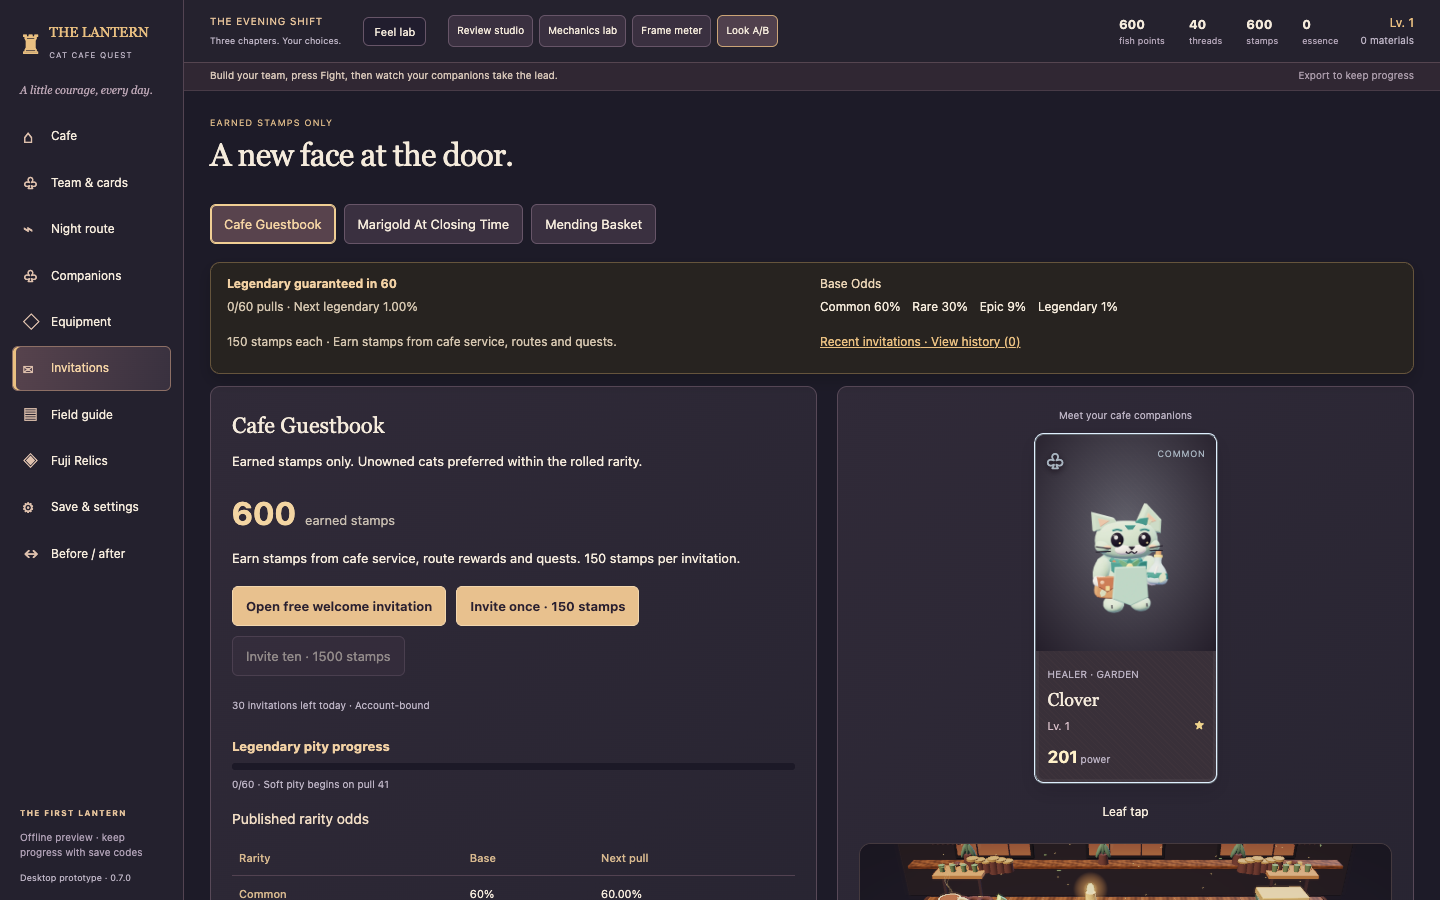 THE LANTERN
CAT CAFE QUEST
A little courage, every day.
Cafe
Team & cards
Night route
Companions
Equipment
Invitations
Field guide
Fuji Relics
Save & settings
Before / after
THE FIRST LANTERN
Offline preview · keep
progress with save codes
Desktop prototype · 0.7.0
THE EVENING SHIFT
Three chapters. Your choices.
Feel lab
Review studio
Mechanics lab
Frame meter
Look A/B
600
fish points
40
threads
600
stamps
0
essence
Lv. 1
0 materials
Build your team, press Fight, then watch your companions take the lead.
Export to keep progress
EARNED STAMPS ONLY
A new face at the door.
Cafe Guestbook
Marigold At Closing Time
Mending Basket
Legendary guaranteed in 60
0/60 pulls · Next legendary 1.00%
150 stamps each · Earn stamps from cafe service, routes and quests.
Base Odds
Common 60% Rare 30% Epic 9% Legendary 1%
Recent invitations · View history (0)
Cafe Guestbook
Earned stamps only. Unowned cats preferred within the rolled rarity.
600 earned stamps
Earn stamps from cafe service, route rewards and quests. 150 stamps per invitation.
Open free welcome invitation
Invite once · 150 stamps
Invite ten · 1500 stamps
30 invitations left today · Account-bound
Legendary pity progress
0/60 · Soft pity begins on pull 41
Published rarity odds
Rarity Base Next pull
Common 60% 60.00%
Meet your cafe companions
COMMON
HEALER · GARDEN
Clover
Lv. 1
201 power
Leaf tap